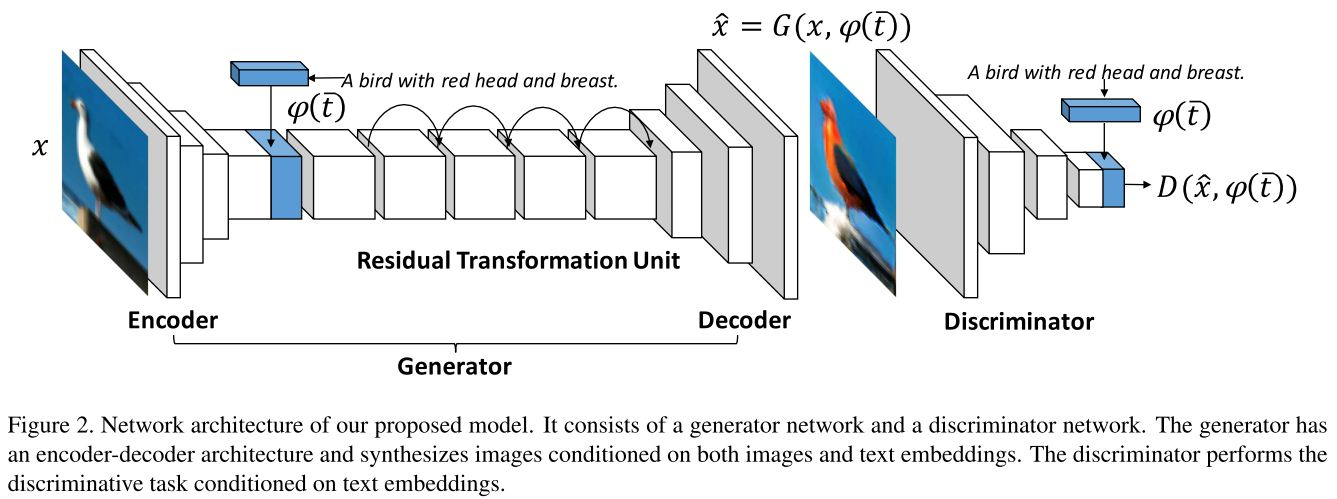 x̂ = G(x, φ(t̄))
A bird with red head and breast.
φ(t̄)
x
A bird with red head and breast.
φ(t̄)
D(x̂, φ(t̄))
Residual Transformation Unit
Encoder
Decoder
Discriminator
Generator
Figure 2. Network architecture of our proposed model. It consists of a generator network and a discriminator network. The generator has
an encoder-decoder architecture and synthesizes images conditioned on both images and text embeddings. The discriminator performs the
discriminative task conditioned on text embeddings.